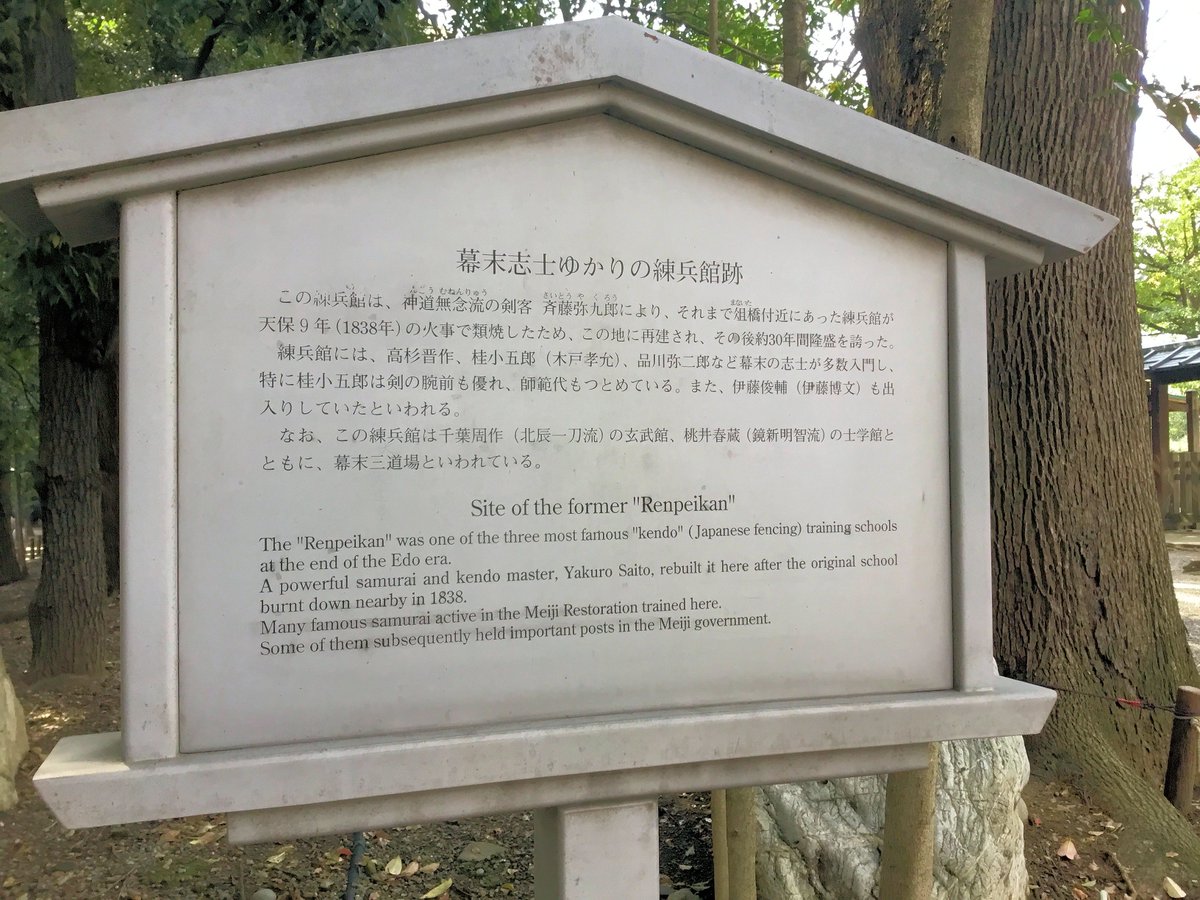 幕末志士ゆかりの練兵館跡
この練兵館は、神道無念流の剣客 斉藤弥九郎により、それまで俎橋付近にあった練兵館が
天保9年(1838年)の火事で類焼したため、この地に再建され、その後約30年間隆盛を誇った。
練兵館には、高杉晋作、桂小五郎（木戸孝允）、品川弥二郎など幕末の志士が多数入門し、
特に桂小五郎は剣の腕前も優れ、師範代もつとめている。また、伊藤俊輔（伊藤博文）も出
入りしていたといわれる。
なお、この練兵館は千葉周作（北辰一刀流）の玄武館、桃井春蔵（鏡新明智流）の士学館と
ともに、幕末三道場といわれている。
Site of the former "Renpeikan"
The "Renpeikan" was one of the three most famous "kendo" (Japanese fencing) training schools
at the end of the Edo era.
A powerful samurai and kendo master, Yakuro Saito, rebuilt it here after the original school
burnt down nearby in 1838.
Many famous samurai active in the Meiji Restoration trained here.
Some of them subsequently held important posts in the Meiji government.